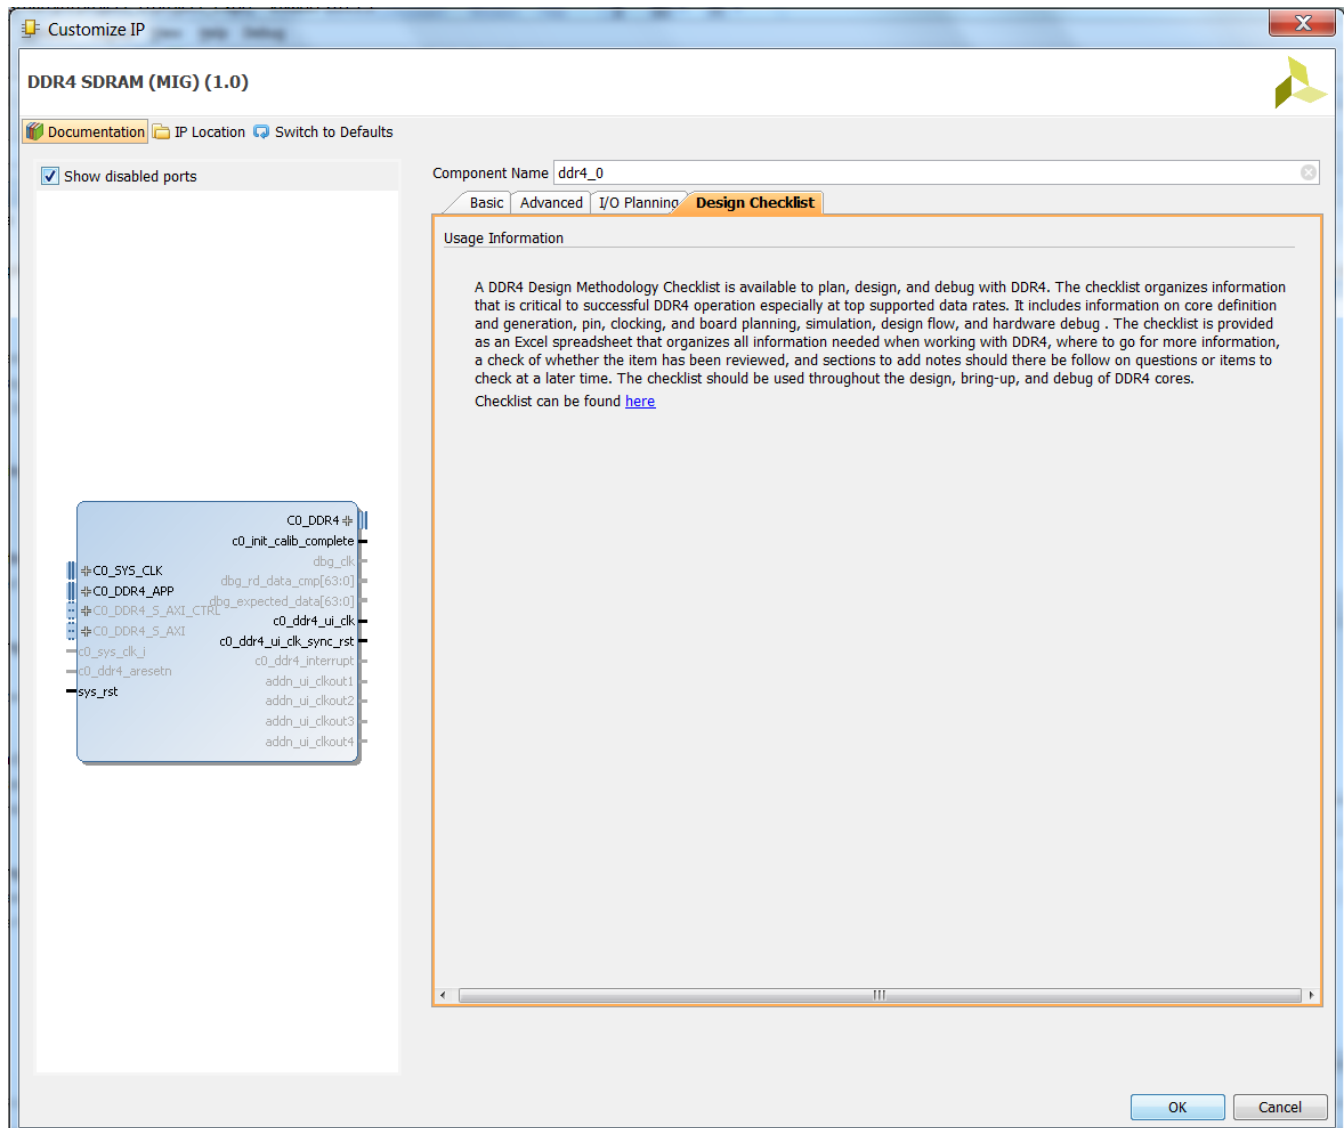 Customize IP
DDR4 SDRAM (MIG) (1.0)
Documentation IP Location Switch to Defaults
Show disabled ports
Component Name ddr4_0
Basic Advanced I/O Planning Design Checklist
Usage Information
A DDR4 Design Methodology Checklist is available to plan, design, and debug with DDR4. The checklist organizes information
that is critical to successful DDR4 operation especially at top supported data rates. It includes information on core definition
and generation, pin, clocking, and board planning, simulation, design flow, and hardware debug . The checklist is provided
as an Excel spreadsheet that organizes all information needed when working with DDR4, where to go for more information,
a check of whether the item has been reviewed, and sections to add notes should there be follow on questions or items to
check at a later time. The checklist should be used throughout the design, bring-up, and debug of DDR4 cores.
Checklist can be found here
C0_SYS_CLK
C0_DDR4_APP
C0_DDR4_S_AXI_CTRL
C0_DDR4_S_AXI
c0_sys_clk_i
c0_ddr4_aresetn
sys_rst
C0_DDR4
c0_init_calib_complete
dbg_clk
dbg_rd_data_cmp[63:0]
dbg_expected_data[63:0]
c0_ddr4_ui_clk
c0_ddr4_ui_clk_sync_rst
c0_ddr4_interrupt
addn_ui_clkout1
addn_ui_clkout2
addn_ui_clkout3
addn_ui_clkout4
OK Cancel